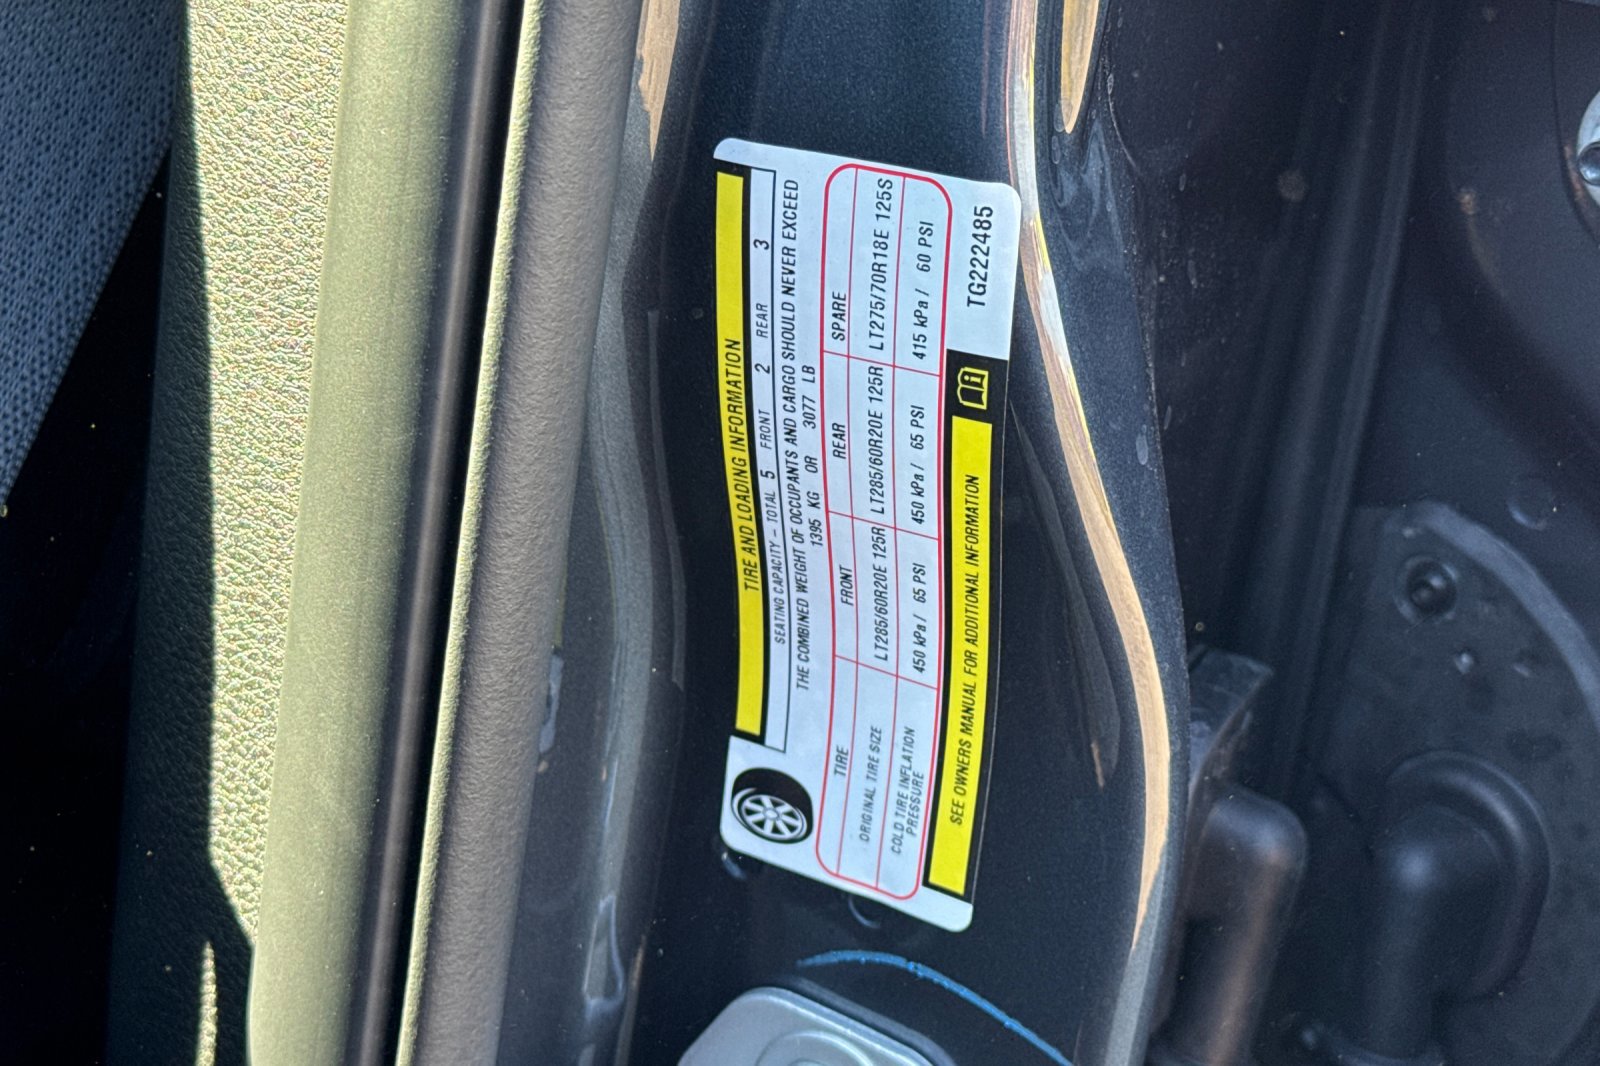 TIRE AND LOADING INFORMATION
SEATING CAPACITY - TOTAL 5 FRONT 2 REAR 3
THE COMBINED WEIGHT OF OCCUPANTS AND CARGO SHOULD NEVER EXCEED
1395 KG OR 3077 LB
TIRE FRONT REAR SPARE
ORIGINAL TIRE SIZE LT285/60R20E 125R LT285/60R20E 125R LT275/70R18E 125S
COLD TIRE INFLATION PRESSURE 450 kPa / 65 PSI 450 kPa / 65 PSI 415 kPa / 60 PSI
SEE OWNERS MANUAL FOR ADDITIONAL INFORMATION
TG222485